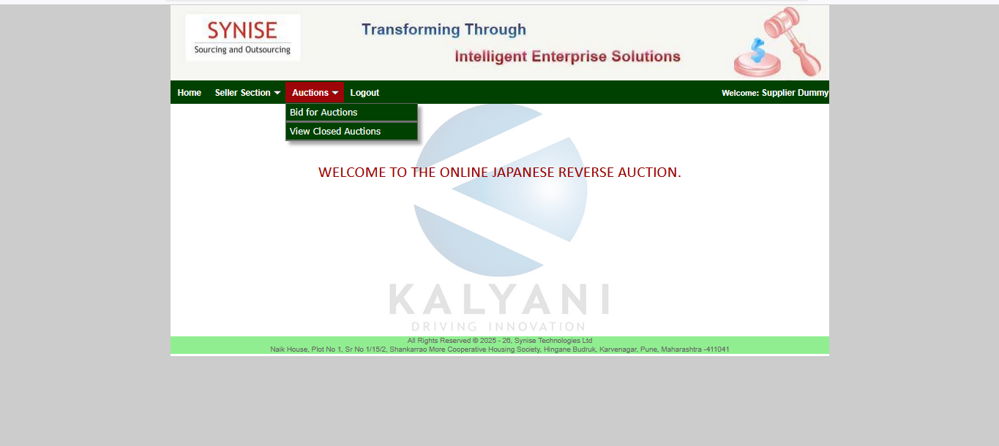 SYNISE
Sourcing and Outsourcing
Transforming Through
Intelligent Enterprise Solutions
Home Seller Section Auctions Logout Welcome: Supplier Dummy
Bid for Auctions
View Closed Auctions
WELCOME TO THE ONLINE JAPANESE REVERSE AUCTION.
KALYANI
DRIVING INNOVATION
All Rights Reserved © 2025 - 26, Synise Technologies Ltd
Naik House, Plot No 1, Sr No 1/15/2, Shankarrao More Cooperative Housing Society, Hingane Budruk, Karvenagar, Pune, Maharashtra -411041